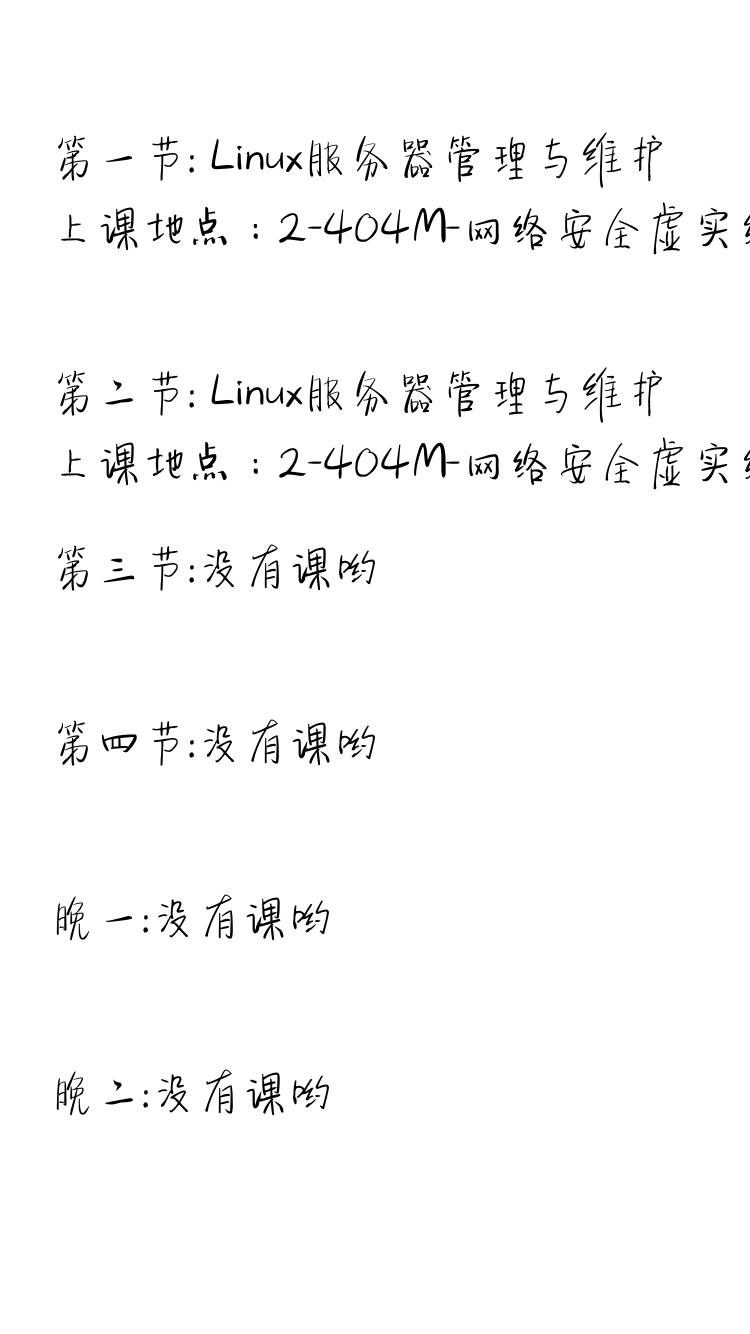 第一节:Linux服务器管理与维护
上课地点：2-404M-网络安全虚实
第二节:Linux服务器管理与维护
上课地点：2-404M-网络安全虚实
第三节:没有课哟
第四节:没有课哟
晚一:没有课哟
晚二:没有课哟